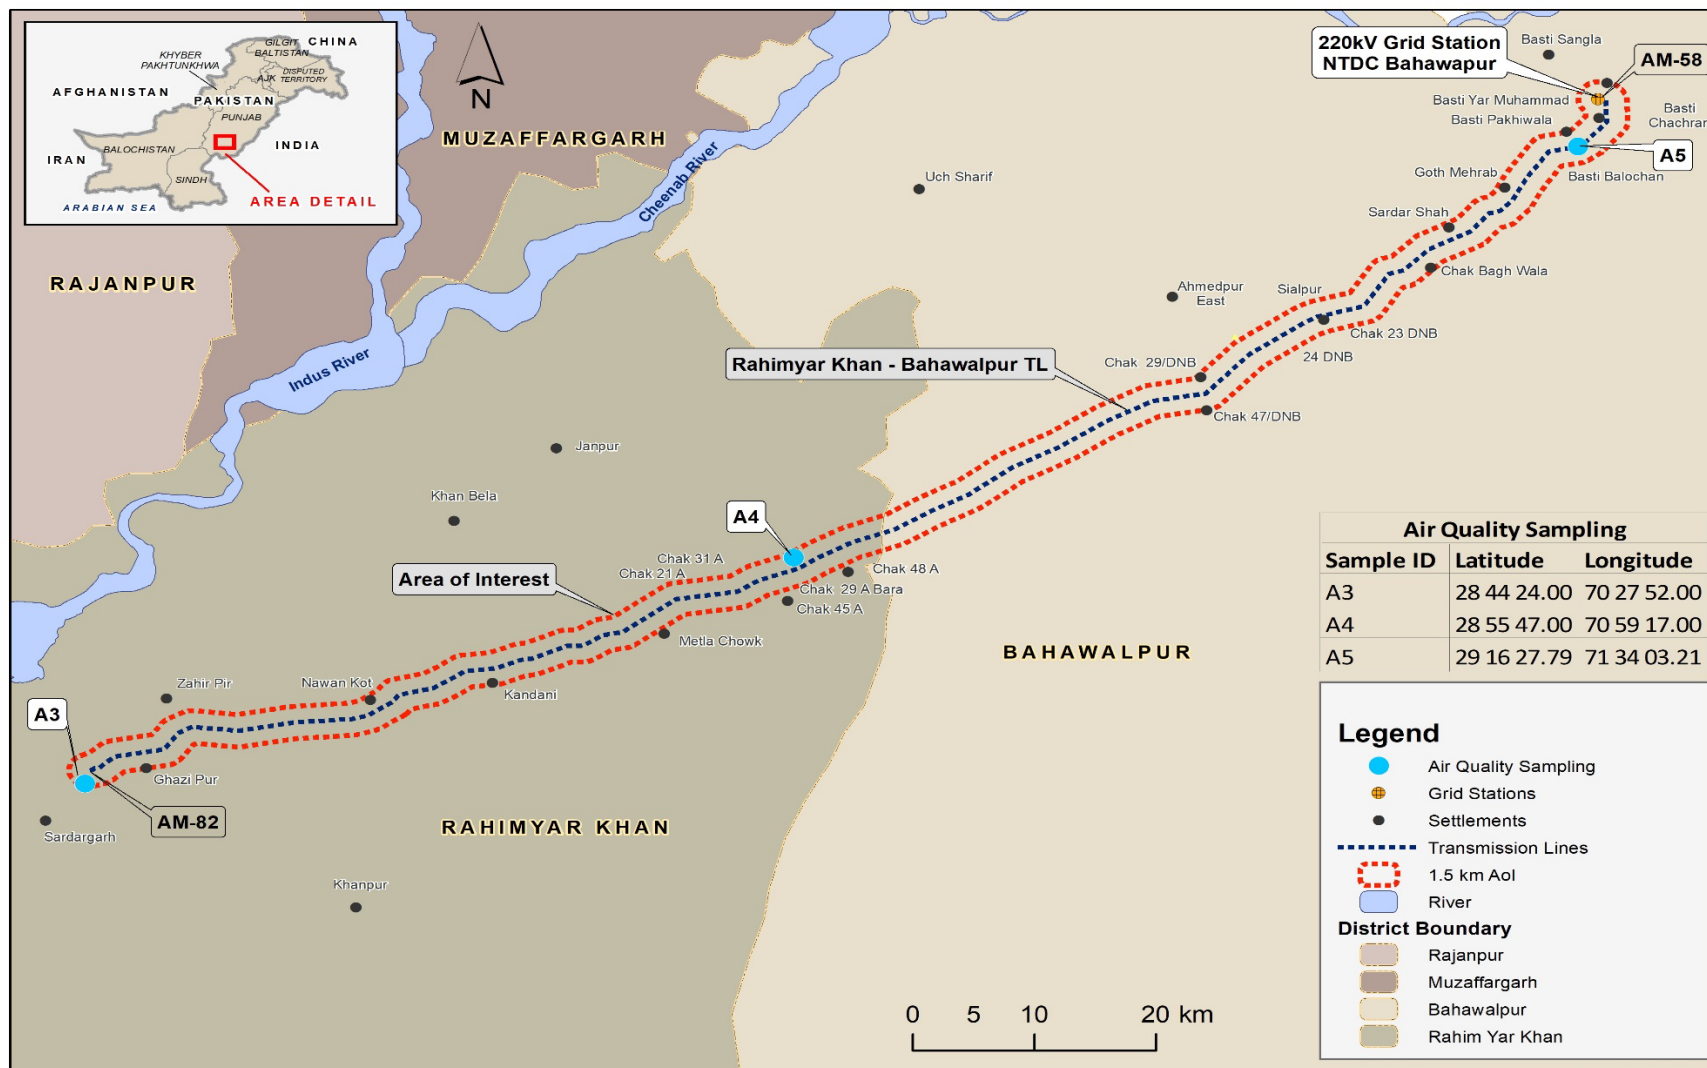 GILGIT
BALTISTAN
CHINA
KHYBER
PAKHTUNKHWA
AJK
DISPUTED
TERRITORY
AFGHANISTAN
PAKISTAN
PUNJAB
BALOCHISTAN
IRAN
INDIA
SINDH
ARABIAN SEA
AREA DETAIL
N
MUZAFFARGARH
RAJANPUR
Cheenab River
Indus River
Uch Sharif
220kV Grid Station
NTDC Bahawapur
Basti Sangla
AM-58
Basti Yar Muhammad
Basti
Chachran
Basti Pakhiwala
A5
Goth Mehrab
Basti Balochan
Sardar Shah
Chak Bagh Wala
Ahmedpur
East
Sialpur
Chak 23 DNB
24 DNB
Chak 29/DNB
Rahimyar Khan - Bahawalpur TL
Chak 47/DNB
Janpur
Khan Bela
A4
Chak 31 A
Chak 21 A
Area of Interest
Chak 48 A
Chak 29 A Bara
Chak 45 A
Metla Chowk
BAHAWALPUR
Zahir Pir
Nawan Kot
Kandani
A3
Ghazi Pur
AM-82
Sardargarh
RAHIMYAR KHAN
Khanpur
0 5 10 20 km
Air Quality Sampling
Sample ID Latitude Longitude
A3 28 44 24.00 70 27 52.00
A4 28 55 47.00 70 59 17.00
A5 29 16 27.79 71 34 03.21
Legend
Air Quality Sampling
Grid Stations
Settlements
Transmission Lines
1.5 km AoI
River
District Boundary
Rajanpur
Muzaffargarh
Bahawalpur
Rahim Yar Khan